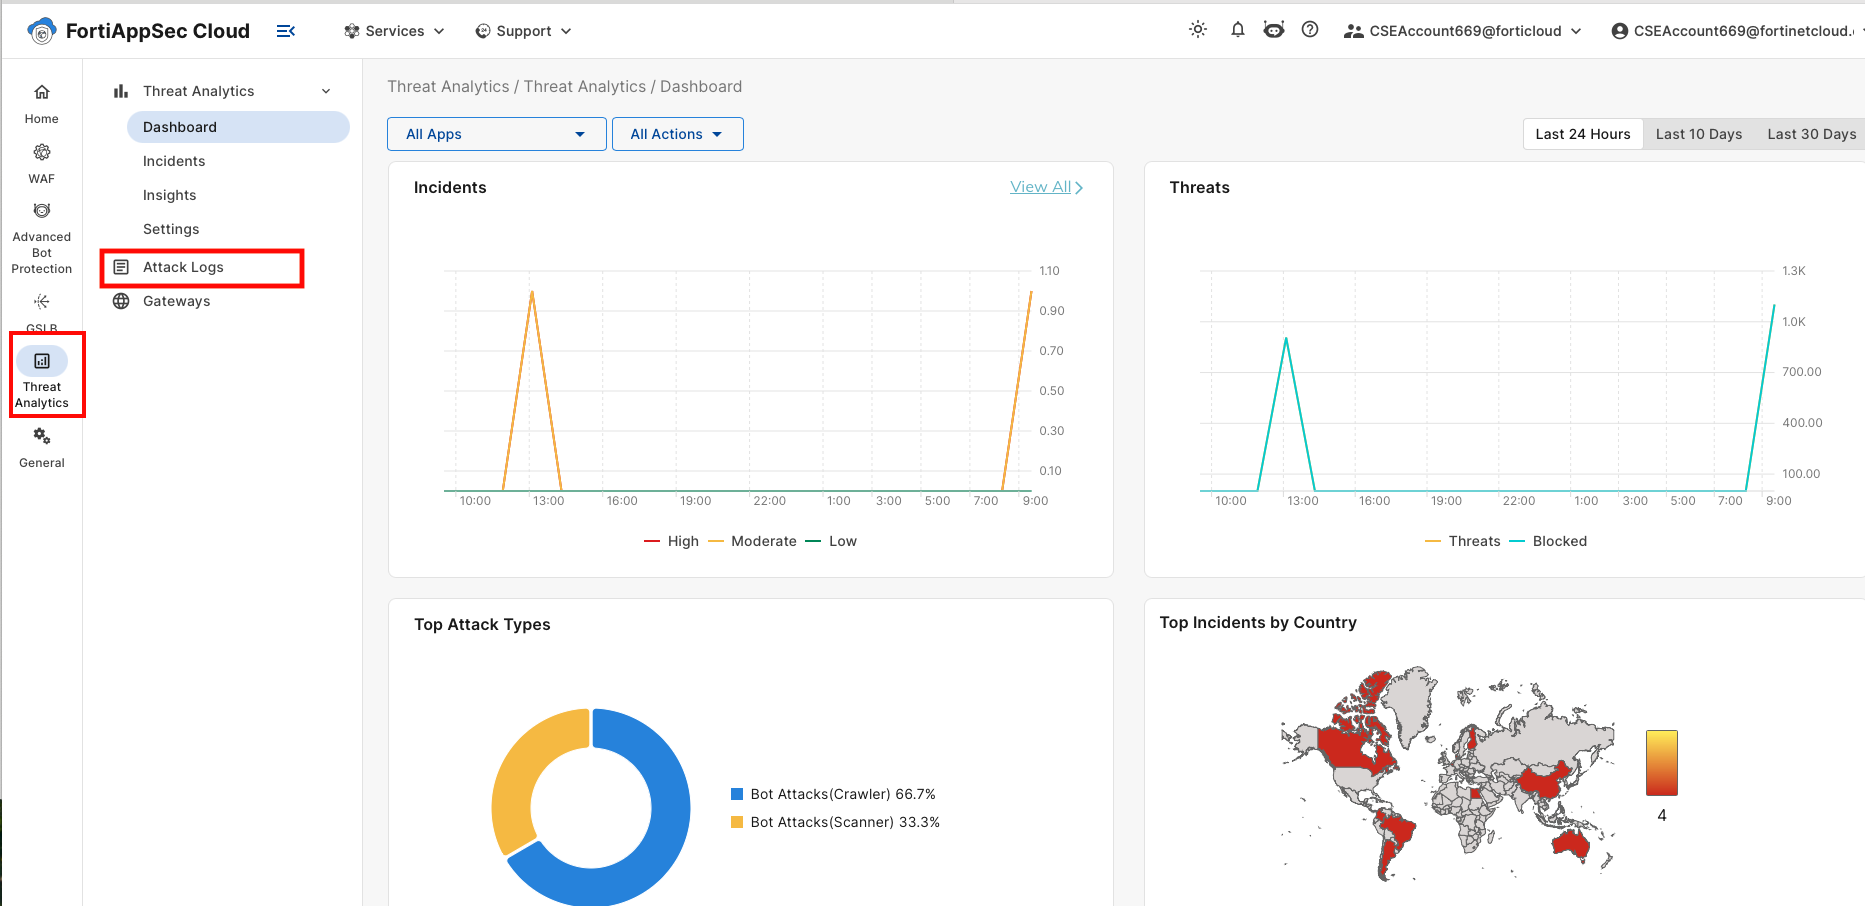 FortiAppSec Cloud
Services
Support
CSEAccount669@forticloud
CSEAccount669@fortinetcloud.
Home
WAF
Advanced
Bot
Protection
GSLB
Threat
Analytics
General
Threat Analytics
Dashboard
Incidents
Insights
Settings
Attack Logs
Gateways
Threat Analytics / Threat Analytics / Dashboard
All Apps
All Actions
Last 24 Hours
Last 10 Days
Last 30 Days
Incidents
View All
1.10
0.90
0.70
0.50
0.30
0.10
10:00 13:00 16:00 19:00 22:00 1:00 3:00 5:00 7:00 9:00
High Moderate Low
Threats
1.3K
1.0K
700.00
400.00
100.00
10:00 13:00 16:00 19:00 22:00 1:00 3:00 5:00 7:00 9:00
Threats Blocked
Top Attack Types
Bot Attacks(Crawler) 66.7%
Bot Attacks(Scanner) 33.3%
Top Incidents by Country
4